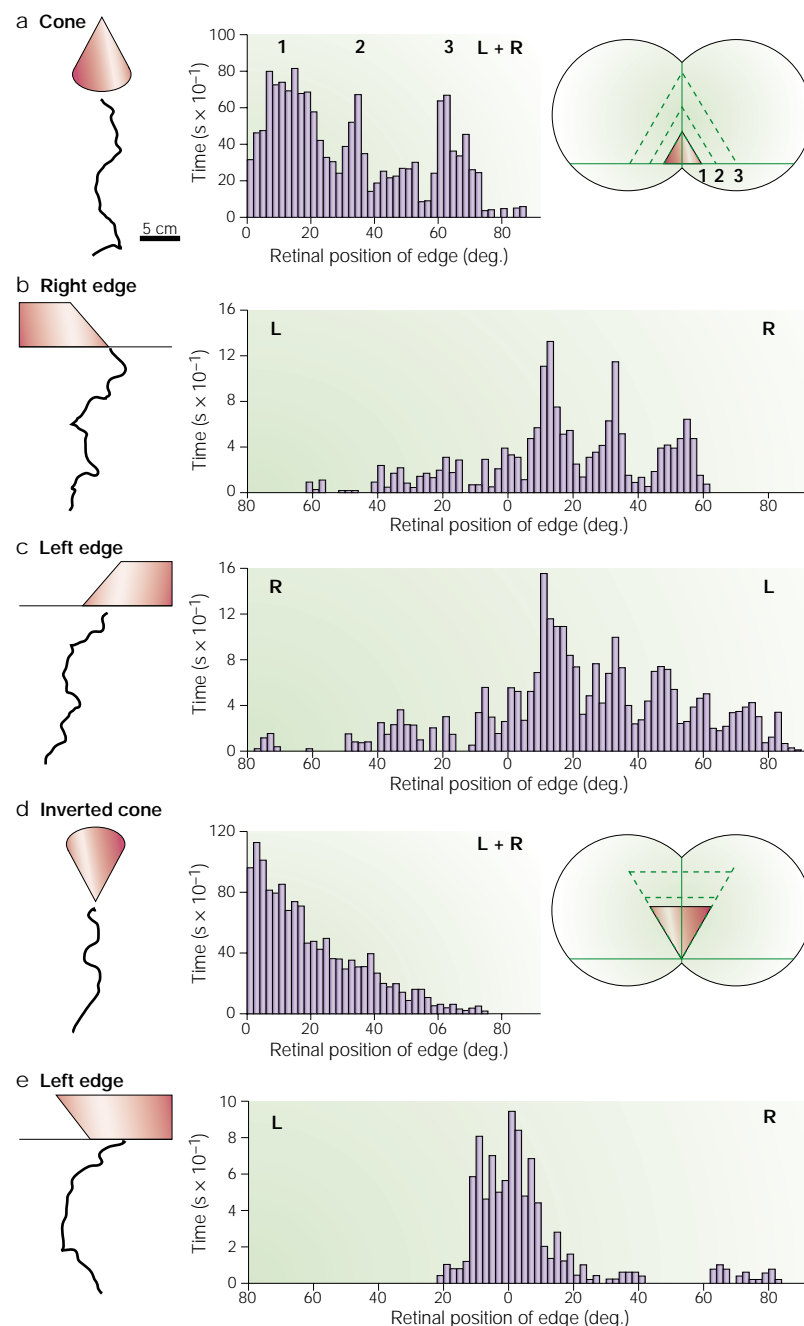 a Cone
100
80
60
40
20
0
Time (s × 10⁻¹)
1 2 3 L + R
0 20 40 60 80
Retinal position of edge (deg.)
5 cm
1 2 3
b Right edge
16
12
8
4
0
Time (s × 10⁻¹)
L R
80 60 40 20 0 20 40 60 80
Retinal position of edge (deg.)
c Left edge
16
12
8
4
0
Time (s × 10⁻¹)
R L
80 60 40 20 0 20 40 60 80
Retinal position of edge (deg.)
d Inverted cone
120
80
40
0
Time (s × 10⁻¹)
L + R
0 20 40 06 80
Retinal position of edge (deg.)
e Left edge
10
8
6
4
2
0
Time (s × 10⁻¹)
L R
80 60 40 20 0 20 40 60 80
Retinal position of edge (deg.)